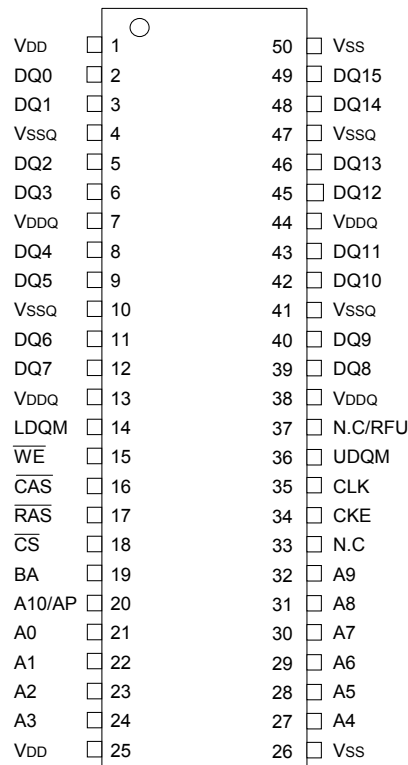 VDD 1 50 VSS
DQ0 2 49 DQ15
DQ1 3 48 DQ14
VSSQ 4 47 VSSQ
DQ2 5 46 DQ13
DQ3 6 45 DQ12
VDDQ 7 44 VDDQ
DQ4 8 43 DQ11
DQ5 9 42 DQ10
VSSQ 10 41 VSSQ
DQ6 11 40 DQ9
DQ7 12 39 DQ8
VDDQ 13 38 VDDQ
LDQM 14 37 N.C/RFU
W̅E̅ 15 36 UDQM
C̅A̅S̅ 16 35 CLK
R̅A̅S̅ 17 34 CKE
C̅S̅ 18 33 N.C
BA 19 32 A9
A10/AP 20 31 A8
A0 21 30 A7
A1 22 29 A6
A2 23 28 A5
A3 24 27 A4
VDD 25 26 VSS